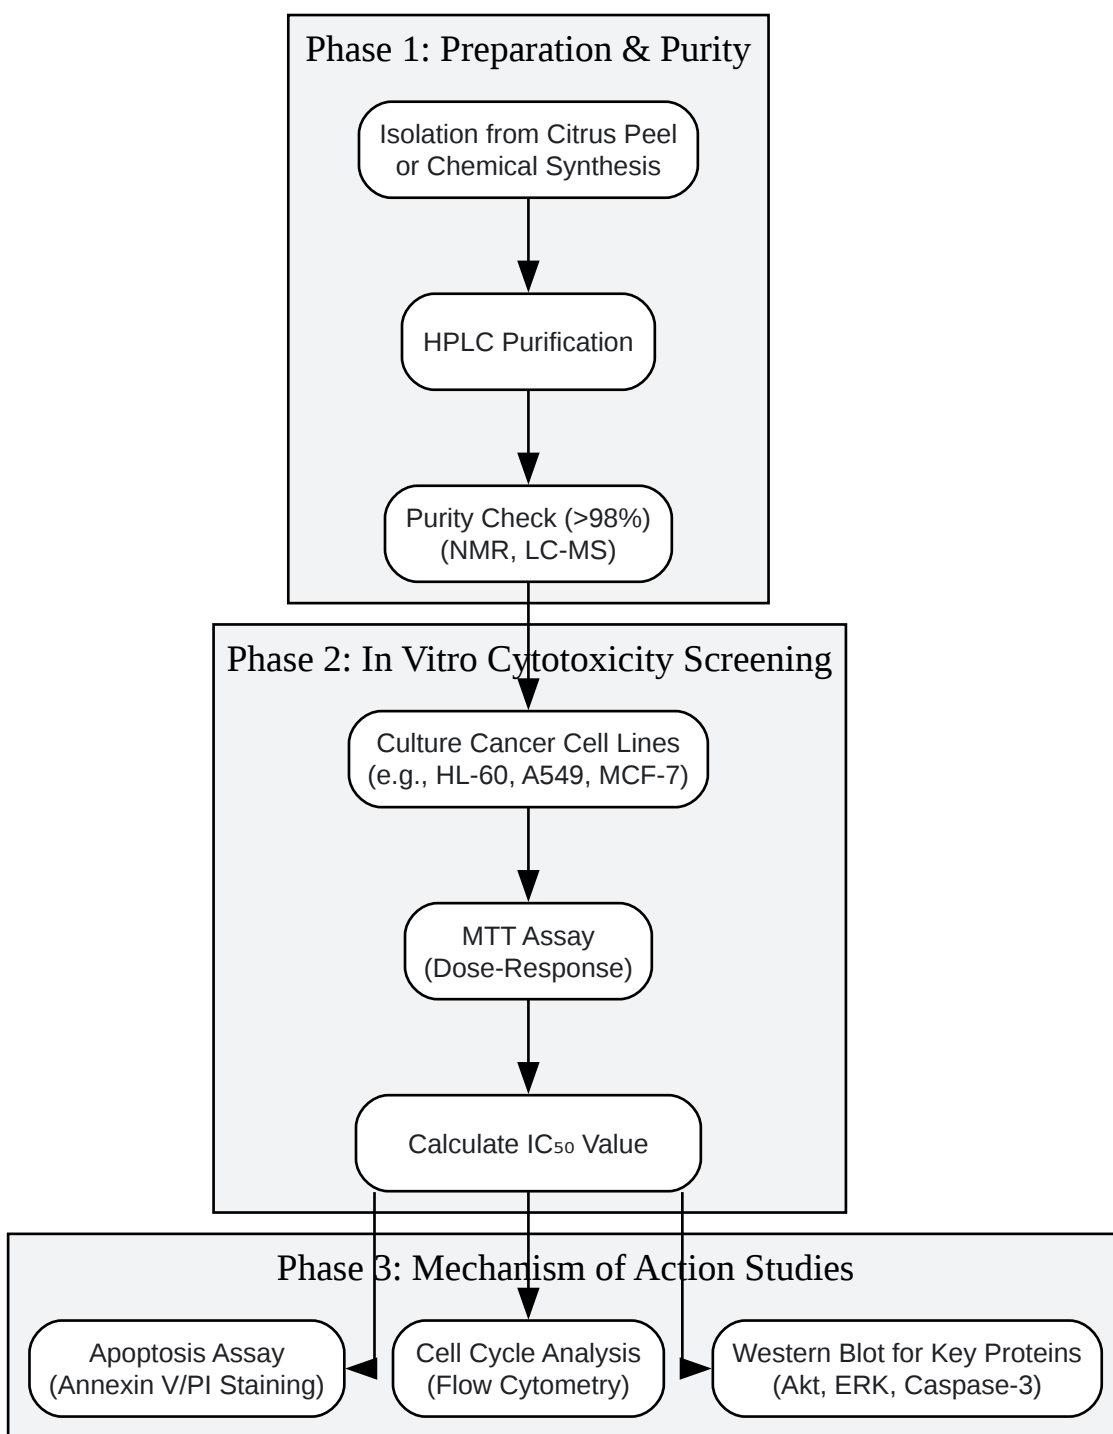 Phase 1: Preparation & Purity
Isolation from Citrus Peel
or Chemical Synthesis
HPLC Purification
Purity Check (>98%)
(NMR, LC-MS)
Phase 2: In Vitro Cytotoxicity Screening
Culture Cancer Cell Lines
(e.g., HL-60, A549, MCF-7)
MTT Assay
(Dose-Response)
Calculate IC₅₀ Value
Phase 3: Mechanism of Action Studies
Apoptosis Assay
(Annexin V/PI Staining)
Cell Cycle Analysis
(Flow Cytometry)
Western Blot for Key Proteins
(Akt, ERK, Caspase-3)